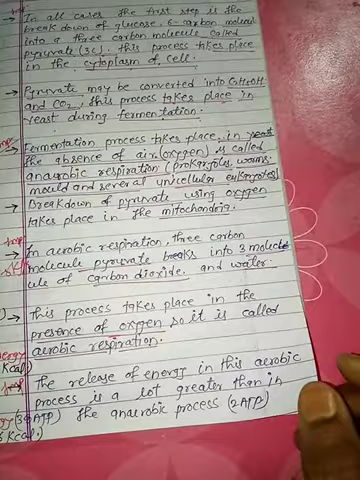 → In all cases the first step is the
break down of glucose, 6-carbon molecul
into a three carbon molecule called
pyruvate (3C). this process takes place
in the cytoplasm of cell.
→ Pyruvate may be converted into C2H5OH
and CO2, this process takes place in
yeast during fermentation.
→ Fermentation process takes place, in yeast
the absence of air (oxygen) is called
anaerobic respiration (prokaryotes, worms,
mould and several unicellular eukaryotes)
→ Breakdown of pyruvate using oxygen
takes place in the mitochondria.
→ In aerobic respiration, three carbon
molecule pyruvate breaks into 3 molecl
ule of carbon dioxide and water.
→ this process takes place in the
presence of oxygen so it is called
aerobic respiration.
Kcal.)
The release of energy in this aerobic
process is a lot greater than in
the anaerobic process (2ATP)
Kcal.)